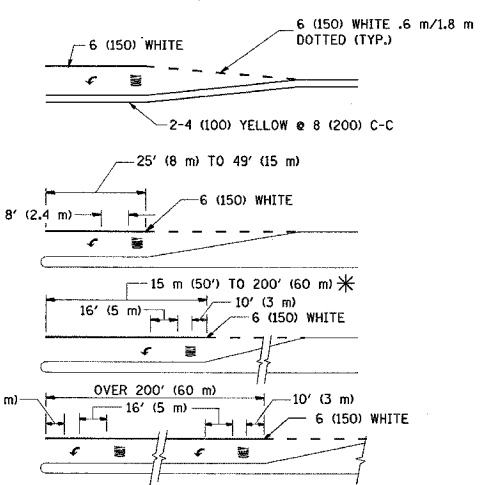 6 (150) WHITE .6 m/1.8 m
DOTTED (TYP.)
6 (150) WHITE
2-4 (100) YELLOW @ 8 (200) C-C
25' (8 m) TO 49' (15 m)
6 (150) WHITE
8' (2.4 m)
15 m (50') TO 200' (60 m) ✳
16' (5 m)
10' (3 m)
6 (150) WHITE
OVER 200' (60 m)
m)
16' (5 m)
10' (3 m)
6 (150) WHITE